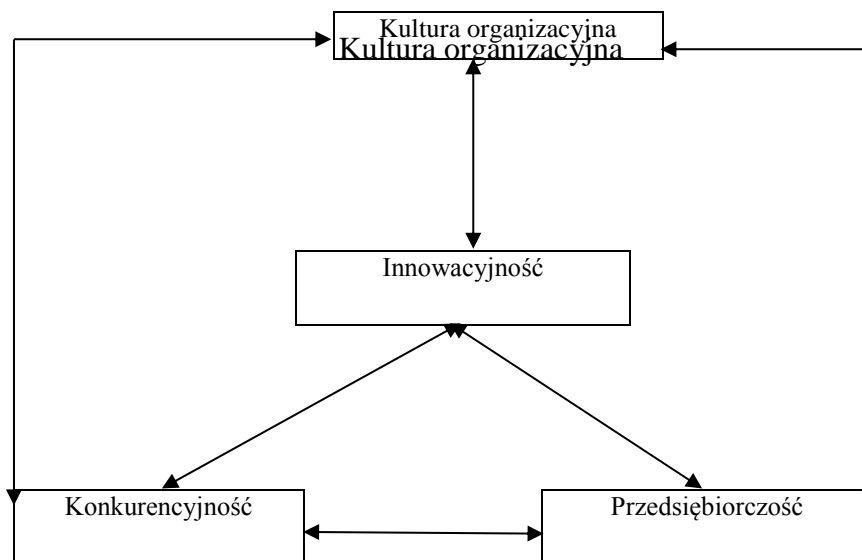 Kultura organizacyjna
Kultura organizacyjna
Innowacyjność
Konkurencyjność
Przedsiębiorczość